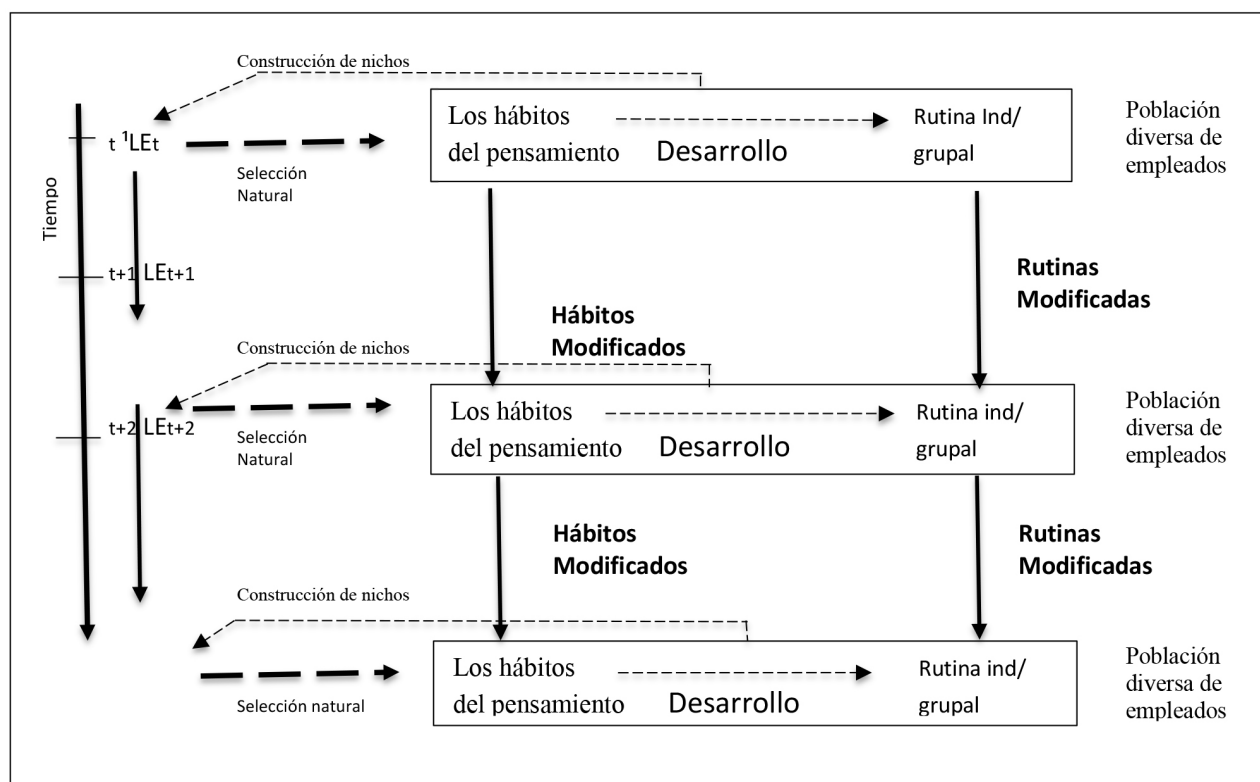 Construcción de nichos
Los hábitos
del pensamiento
Desarrollo
Rutina Ind/
grupal
Población
diversa de
empleados
t ¹LEt
Selección
Natural
Tiempo
t+1 LEt+1
Rutinas
Modificadas
Hábitos
Modificados
Construcción de nichos
Los hábitos
del pensamiento
Desarrollo
Rutina ind/
grupal
Población
diversa de
empleados
t+2 LEt+2
Selección
Natural
Hábitos
Modificados
Rutinas
Modificadas
Construcción de nichos
Los hábitos
del pensamiento
Desarrollo
Rutina ind/
grupal
Población
diversa de
empleados
Selección natural